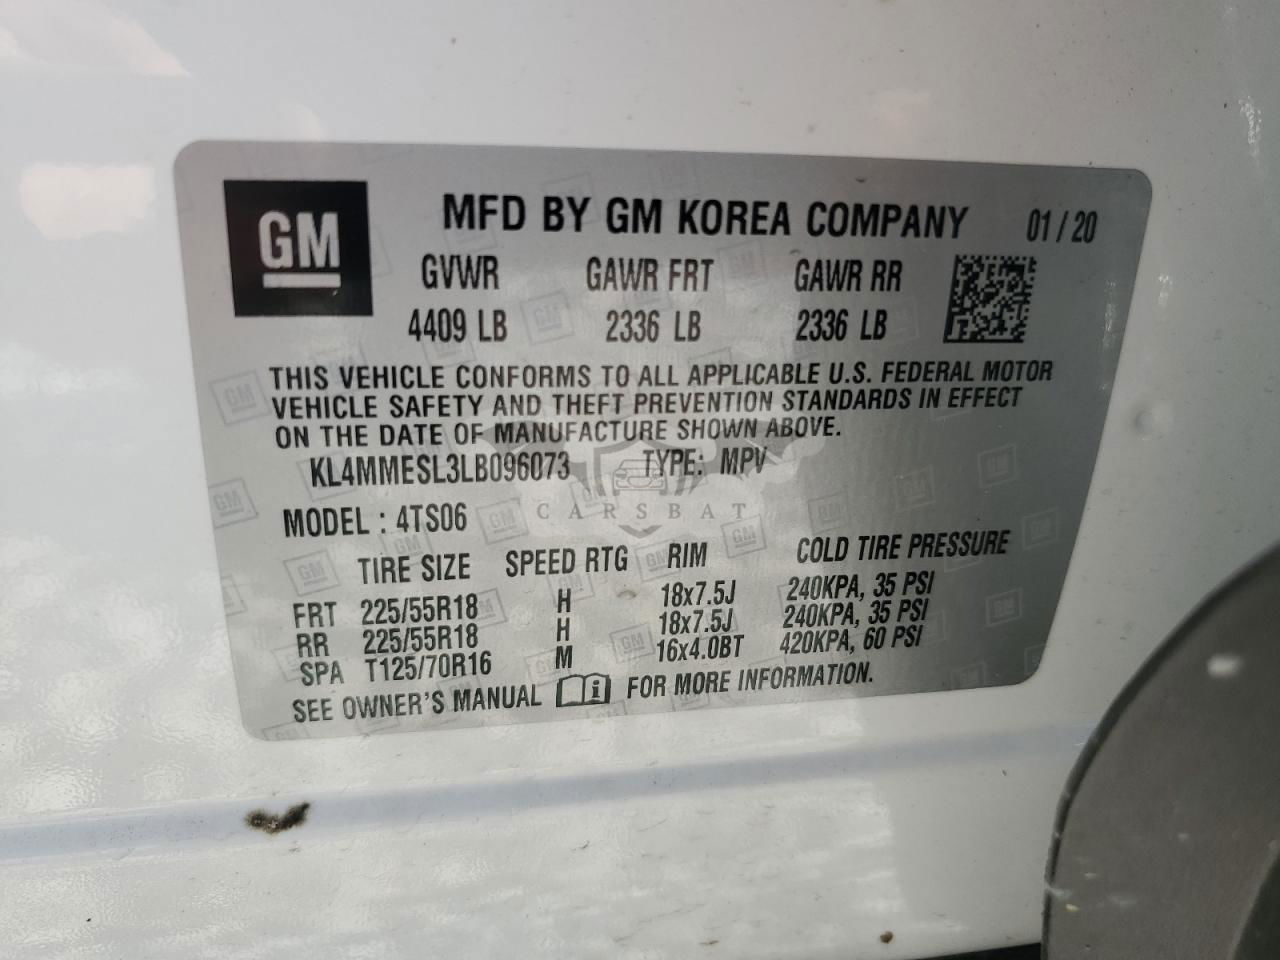 GM
MFD BY GM KOREA COMPANY 01/20
GVWR GAWR FRT GAWR RR
4409 LB 2336 LB 2336 LB
THIS VEHICLE CONFORMS TO ALL APPLICABLE U.S. FEDERAL MOTOR
VEHICLE SAFETY AND THEFT PREVENTION STANDARDS IN EFFECT
ON THE DATE OF MANUFACTURE SHOWN ABOVE.
KL4MMESL3LB096073 TYPE: MPV
CARSBAT
MODEL : 4TS06
TIRE SIZE SPEED RTG RIM COLD TIRE PRESSURE
FRT 225/55R18 H 18x7.5J 240KPA, 35 PSI
RR 225/55R18 H 18x7.5J 240KPA, 35 PSI
SPA T125/70R16 M 16x4.0BT 420KPA, 60 PSI
SEE OWNER'S MANUAL i FOR MORE INFORMATION.